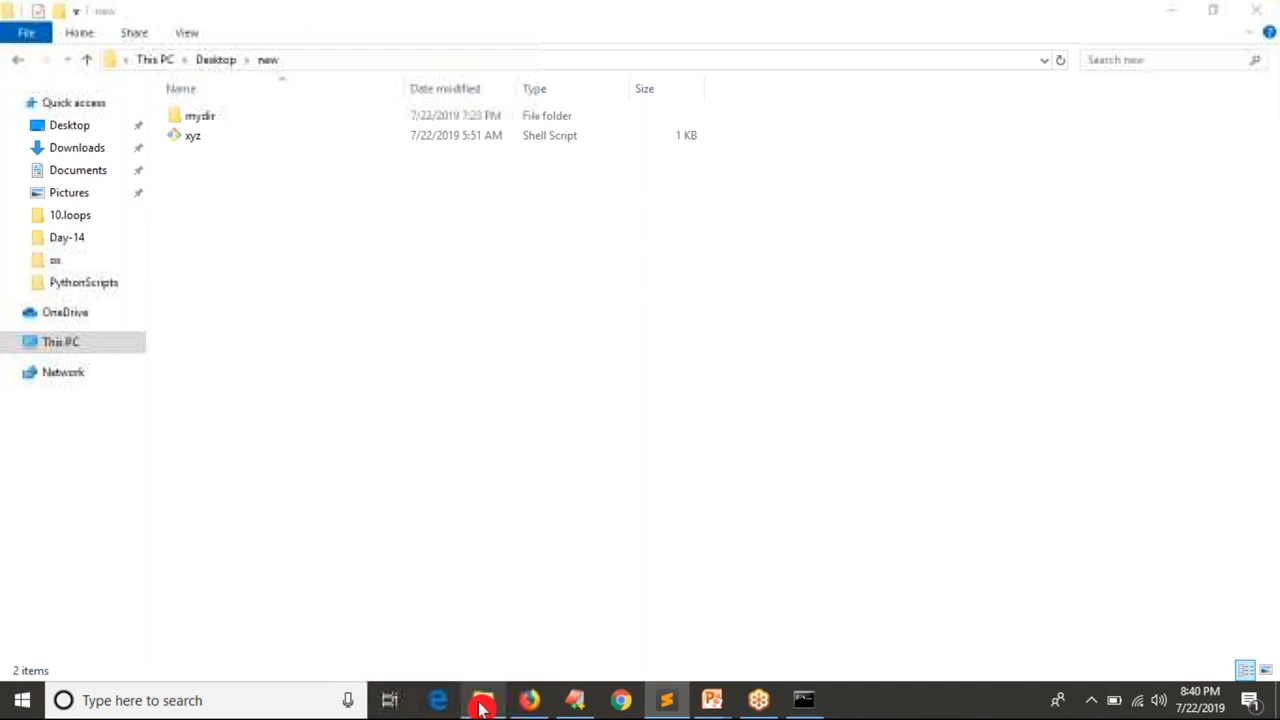 new
File Home Share View
This PC Desktop new Search new
Name Date modified Type Size
mydir 7/22/2019 7:23 PM File folder
xyz 7/22/2019 5:51 AM Shell Script 1 KB
Quick access
Desktop
Downloads
Documents
Pictures
10.loops
Day-14
os
PythonScripts
OneDrive
This PC
Network
2 items
Type here to search
8:40 PM
7/22/2019
1